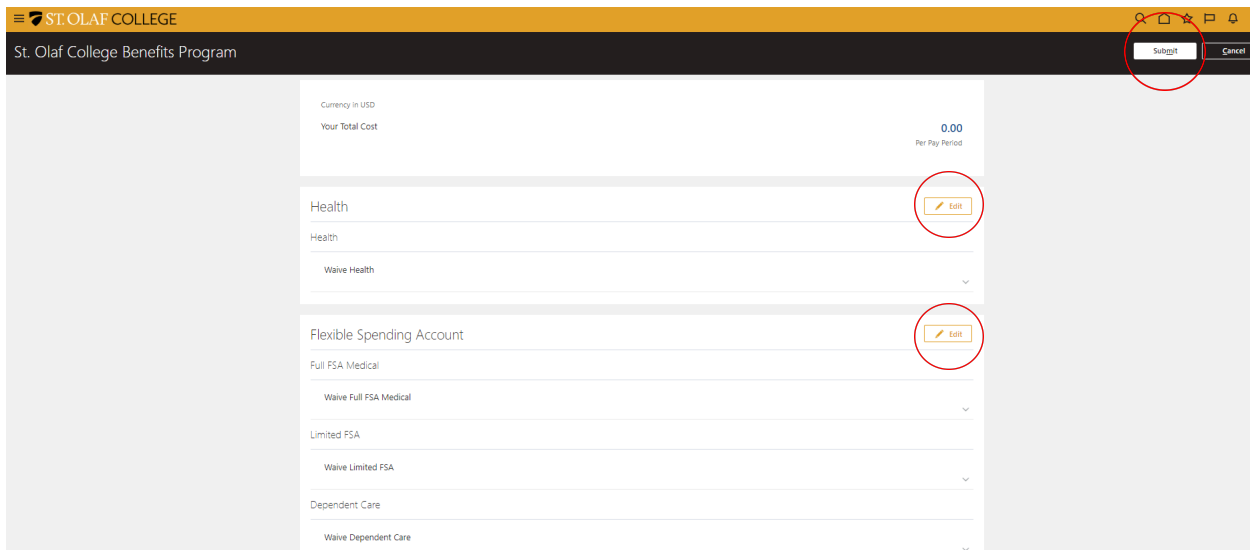 ST. OLAF COLLEGE
St. Olaf College Benefits Program
Submit
Cancel
Currency in USD
Your Total Cost
0.00
Per Pay Period
Health
Edit
Health
Waive Health
Flexible Spending Account
Edit
Full FSA Medical
Waive Full FSA Medical
Limited FSA
Waive Limited FSA
Dependent Care
Waive Dependent Care